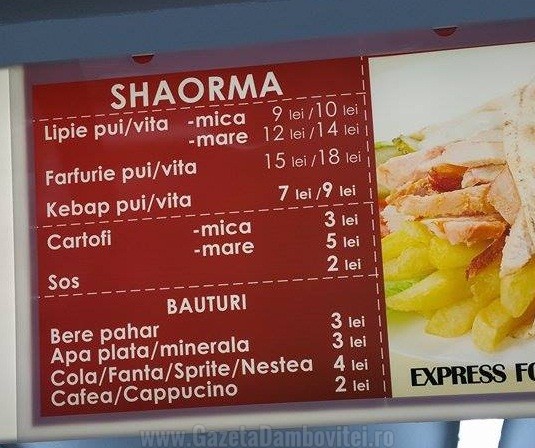 SHAORMA
Lipie pui/vita -mica 9 lei/10 lei
-mare 12 lei/14 lei
Farfurie pui/vita 15 lei/18 lei
Kebap pui/vita 7 lei/9 lei
Cartofi -mica 3 lei
-mare 5 lei
Sos 2 lei
BAUTURI
Bere pahar 3 lei
Apa plata/minerala 3 lei
Cola/Fanta/Sprite/Nestea 4 lei
Cafea/Cappucino 2 lei
EXPRESS FO
www.GazetaDambovitei.ro